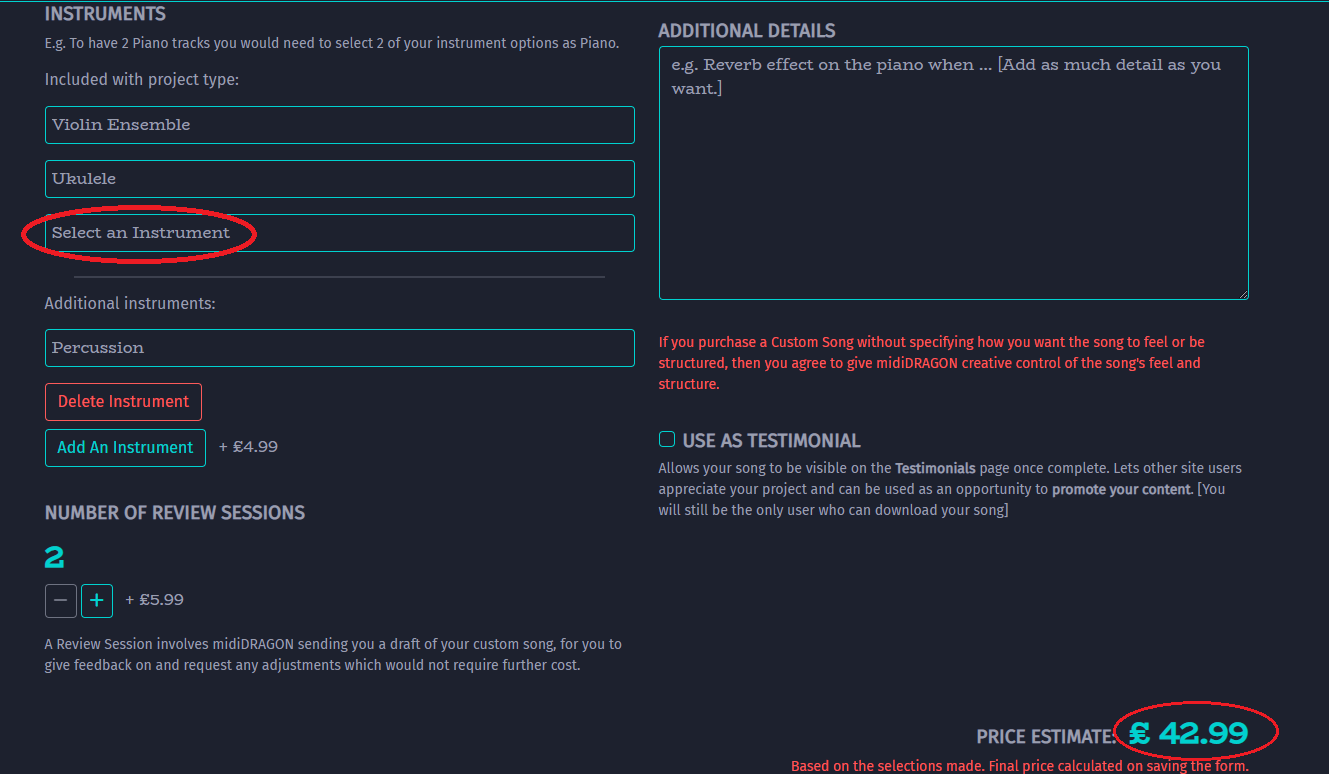 INSTRUMENTS
E.g. To have 2 Piano tracks you would need to select 2 of your instrument options as Piano.
Included with project type:
Violin Ensemble
Ukulele
Select an Instrument
Additional instruments:
Percussion
Delete Instrument
Add An Instrument + £4.99
NUMBER OF REVIEW SESSIONS
2
− + + £5.99
A Review Session involves midiDRAGON sending you a draft of your custom song, for you to
give feedback on and request any adjustments which would not require further cost.
ADDITIONAL DETAILS
e.g. Reverb effect on the piano when ... [Add as much detail as you
want.]
If you purchase a Custom Song without specifying how you want the song to feel or be
structured, then you agree to give midiDRAGON creative control of the song's feel and
structure.
USE AS TESTIMONIAL
Allows your song to be visible on the Testimonials page once complete. Lets other site users
appreciate your project and can be used as an opportunity to promote your content. [You
will still be the only user who can download your song]
PRICE ESTIMATE: £ 42.99
Based on the selections made. Final price calculated on saving the form.